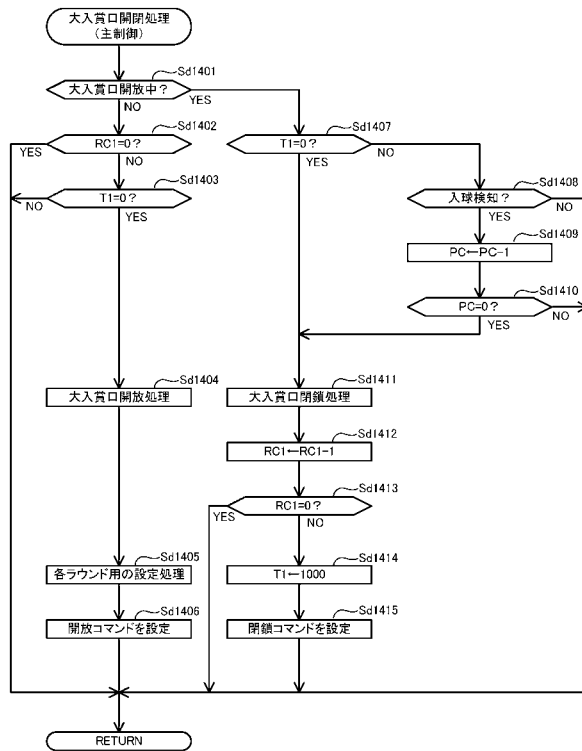 大入賞口開閉処理
(主制御)
Sd1401
大入賞口開放中?
NO
YES
Sd1402
YES
RC1=0?
NO
Sd1403
NO
T1=0?
YES
Sd1407
T1=0?
YES
NO
Sd1408
入球検知?
YES
NO
Sd1409
PC←PC-1
Sd1410
PC=0?
YES
NO
Sd1404
大入賞口開放処理
Sd1411
大入賞口閉鎖処理
Sd1412
RC1←RC1-1
Sd1413
YES
RC1=0?
NO
Sd1405
各ラウンド用の設定処理
Sd1414
T1←1000
Sd1406
開放コマンドを設定
Sd1415
閉鎖コマンドを設定
RETURN